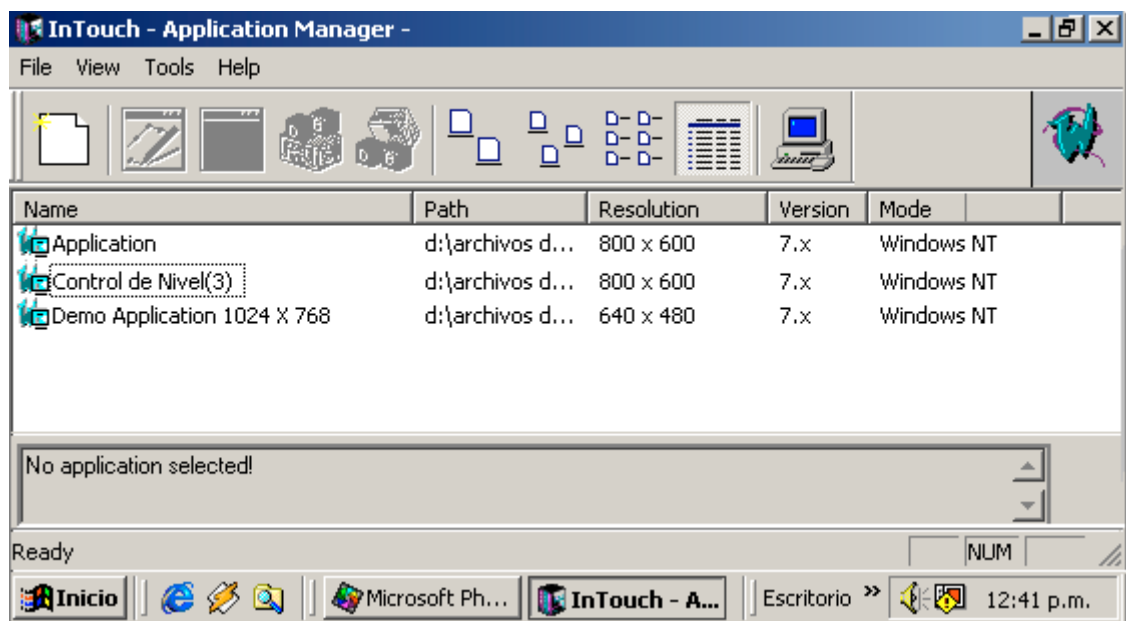 InTouch - Application Manager -
File View Tools Help
Name Path Resolution Version Mode
Application d:\archivos d... 800 x 600 7.x Windows NT
Control de Nivel(3) d:\archivos d... 800 x 600 7.x Windows NT
Demo Application 1024 X 768 d:\archivos d... 640 x 480 7.x Windows NT
No application selected!
Ready NUM
Inicio Microsoft Ph... InTouch - A... Escritorio » 12:41 p.m.